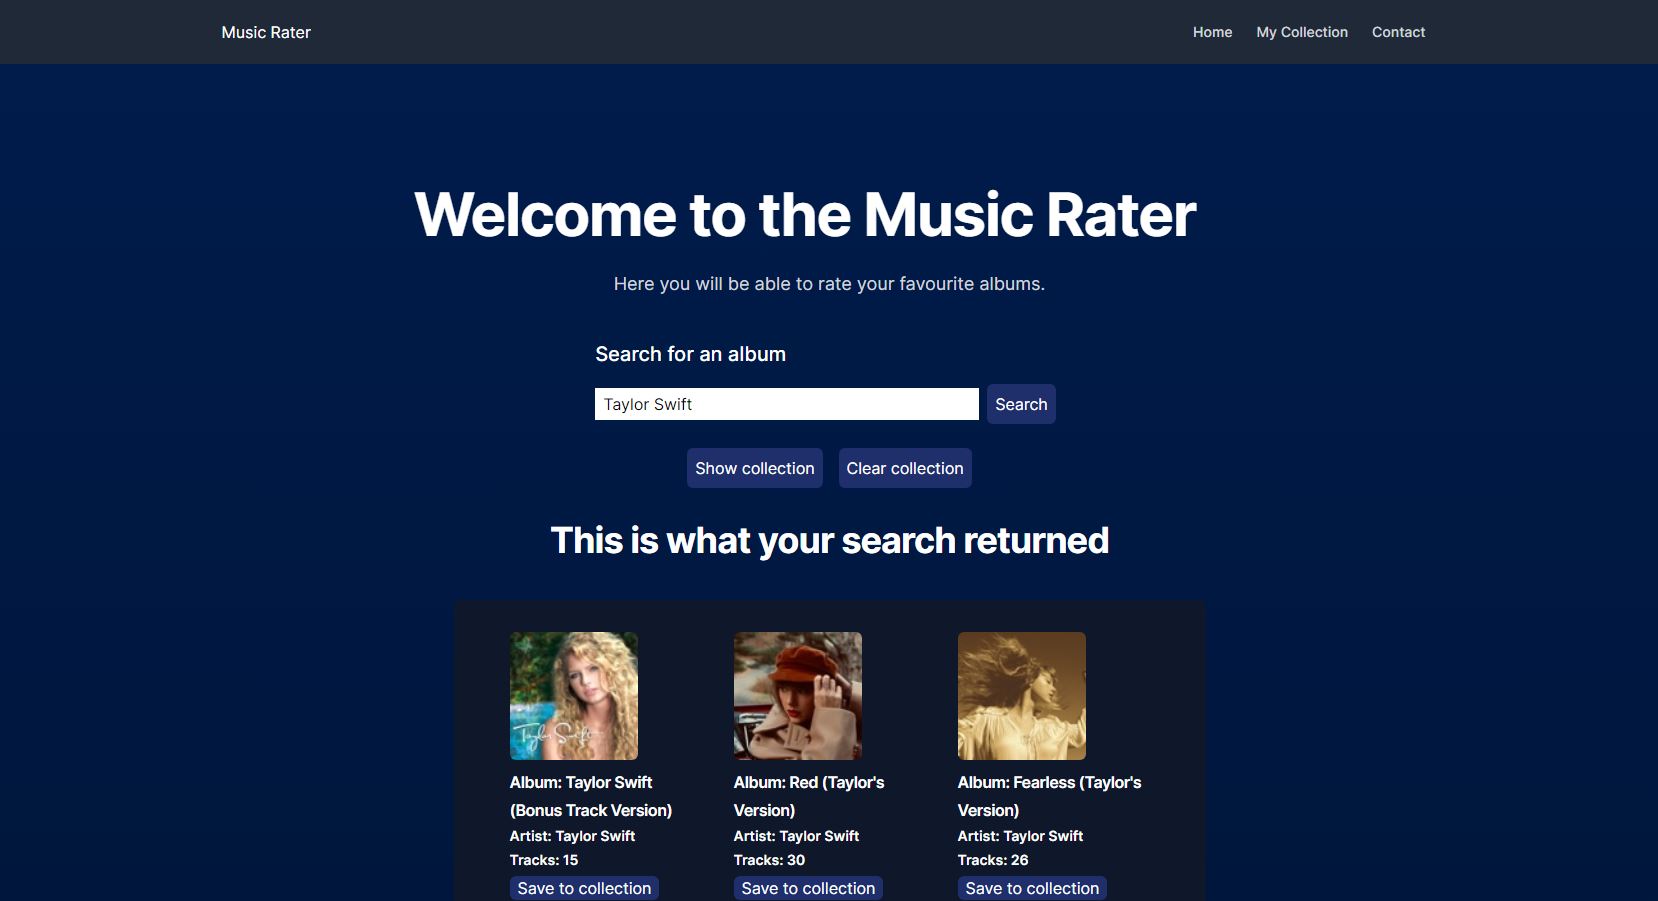 Music Rater
Home
My Collection
Contact
Welcome to the Music Rater
Here you will be able to rate your favourite albums.
Search for an album
Taylor Swift
Search
Show collection
Clear collection
This is what your search returned
Taylor Swift
Album: Taylor Swift
(Bonus Track Version)
Artist: Taylor Swift
Tracks: 15
Save to collection
Album: Red (Taylor's
Version)
Artist: Taylor Swift
Tracks: 30
Save to collection
Album: Fearless (Taylor's
Version)
Artist: Taylor Swift
Tracks: 26
Save to collection